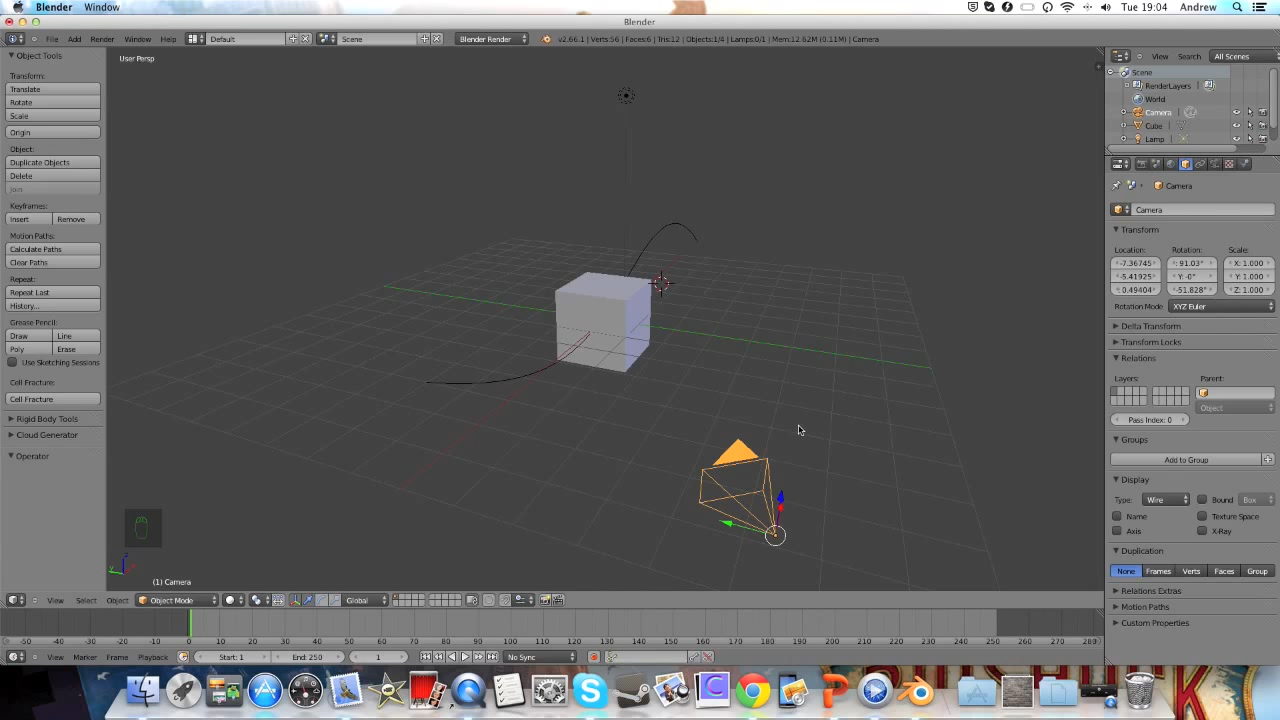 Blender Window Tue 19:04 Andrew
Blender
File Add Render Window Help Default Scene Blender Render v2.66.1 | Verts:56 | Faces:6 | Tris:12 | Objects:1/4 | Lamps:0/1 | Mem:12.62M (0.11M) | Camera
View Search All Scenes
Object Tools
User Persp
Scene
RenderLayers
World
Camera
Cube
Lamp
Transform:
Translate
Rotate
Scale
Origin
Object:
Duplicate Objects
Delete
Join
Keyframes:
Insert Remove
Motion Paths:
Calculate Paths
Clear Paths
Repeat:
Repeat Last
History...
Grease Pencil:
Draw Line
Poly Erase
Use Sketching Sessions
Cell Fracture:
Cell Fracture
Rigid Body Tools
Cloud Generator
Operator
Camera
Camera
Transform
Location: Rotation: Scale:
-7.36745 91.03° X: 1.000
-5.41925 Y: -0° Y: 1.000
0.49404 -51.828° Z: 1.000
Rotation Mode XYZ Euler
Delta Transform
Transform Locks
Relations
Layers: Parent:
Object
Pass Index: 0
Groups
Add to Group
Display
Type: Wire Bound Box
Name Texture Space
Axis X-Ray
Duplication
None Frames Verts Faces Group
Relations Extras
Motion Paths
Custom Properties
(1) Camera
View Select Object Object Mode Global
-50 -40 -30 -20 -10 0 10 20 30 40 50 60 70 80 90 100 110 120 130 140 150 160 170 180 190 200 210 220 230 240 250 260 270 280
View Marker Frame Playback Start: 1 End: 250 1 No Sync